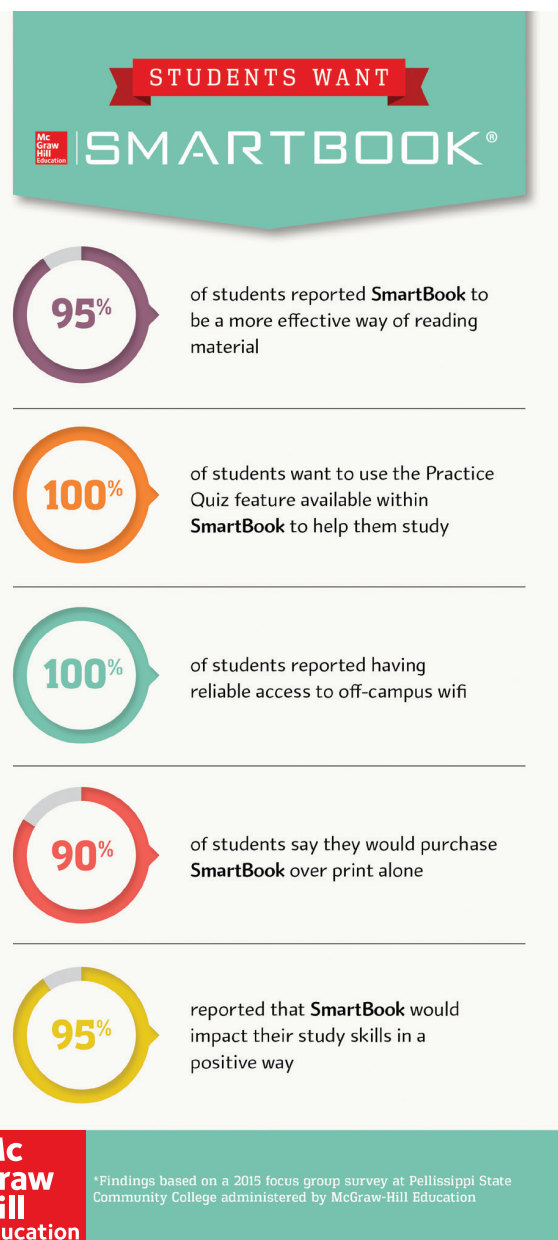 STUDENTS WANT
Mc
Graw
Hill
Education
SMARTBOOK®
95%
of students reported SmartBook to
be a more effective way of reading
material
100%
of students want to use the Practice
Quiz feature available within
SmartBook to help them study
100%
of students reported having
reliable access to off-campus wifi
90%
of students say they would purchase
SmartBook over print alone
95%
reported that SmartBook would
impact their study skills in a
positive way
Mc
raw
ill
ucation
*Findings based on a 2015 focus group survey at Pellissippi State
Community College administered by McGraw-Hill Education